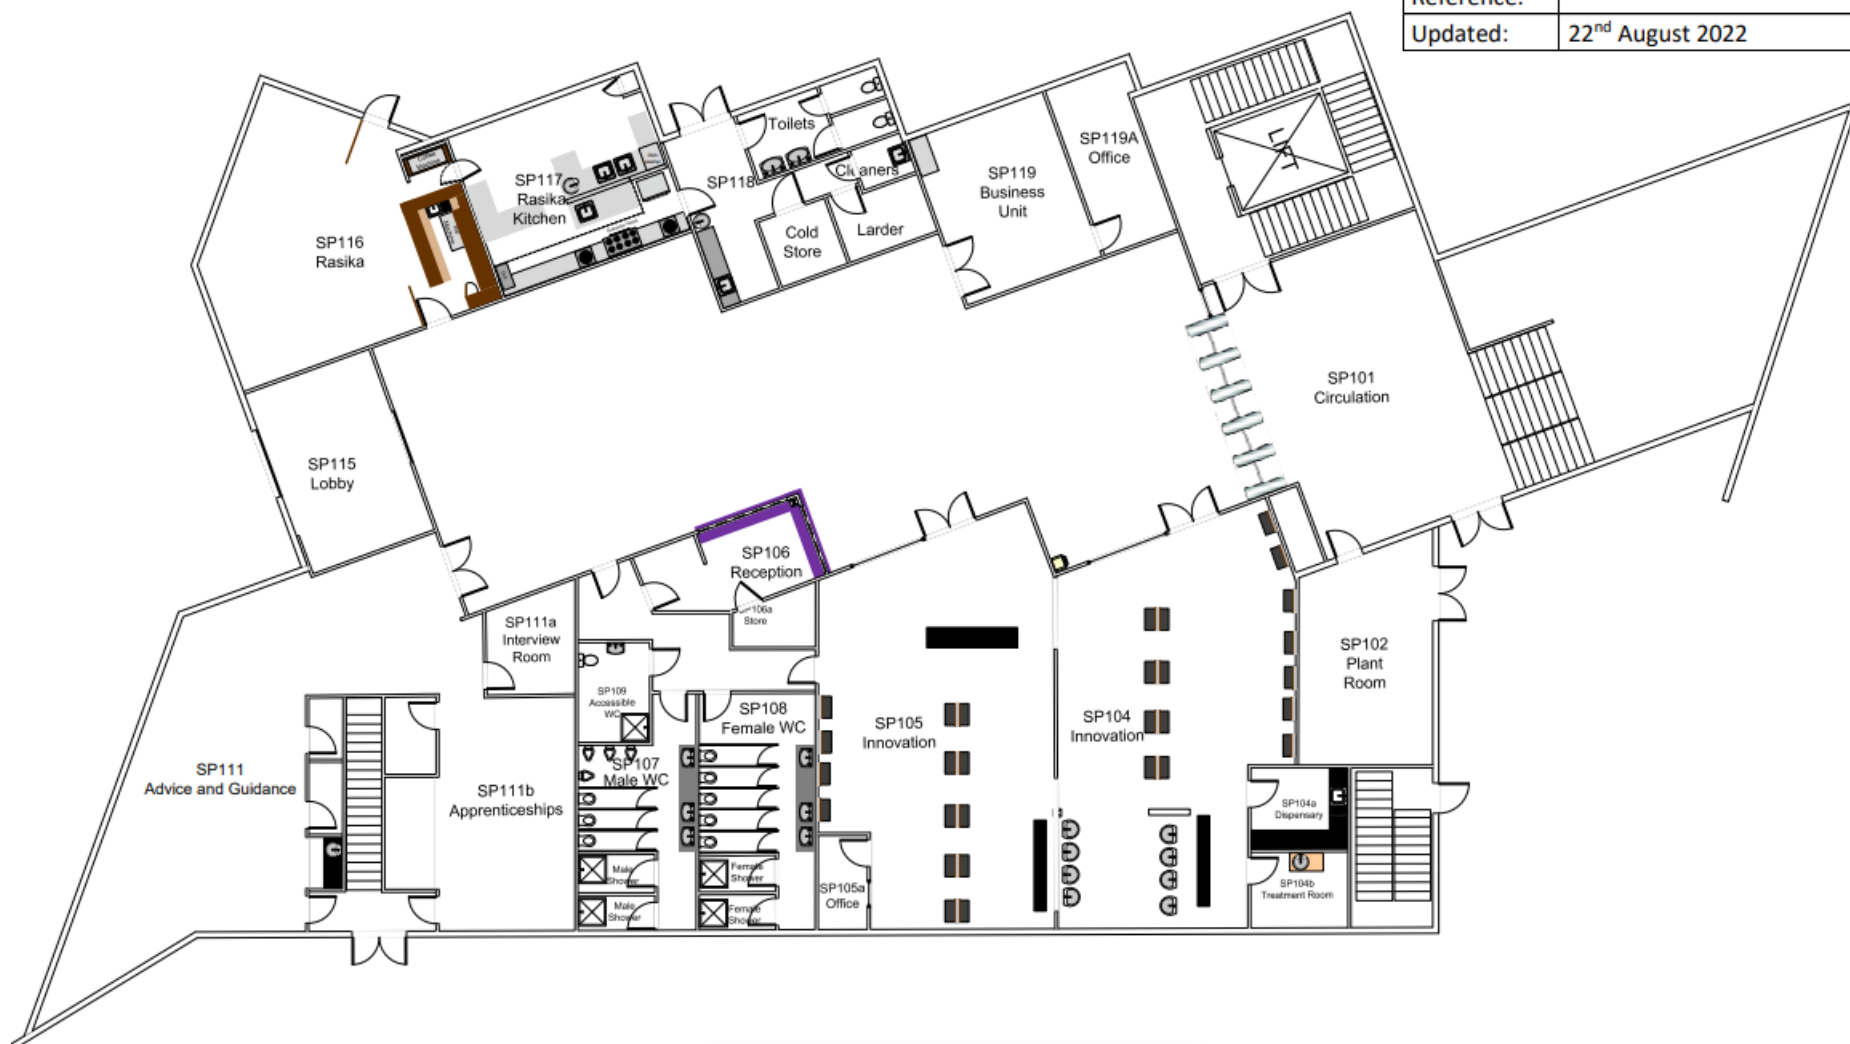 Reference:
Updated: 22nd August 2022
Toilets
SP119A
Office
SP118
Cleaners
SP117
Rasika
Kitchen
SP119
Business
Unit
LIFT
SP116
Rasika
Cold
Store
Larder
SP101
Circulation
SP115
Lobby
SP106
Reception
SP106a
Store
SP111a
Interview
Room
SP102
Plant
Room
SP109
Accessible
WC
SP108
Female WC
SP105
Innovation
SP104
Innovation
SP107
Male WC
SP111
Advice and Guidance
SP111b
Apprenticeships
SP104a
Dispensary
Male
Shower
Female
Shower
SP105a
Office
SP104b
Treatment Room
Male
Shower
Female
Shower